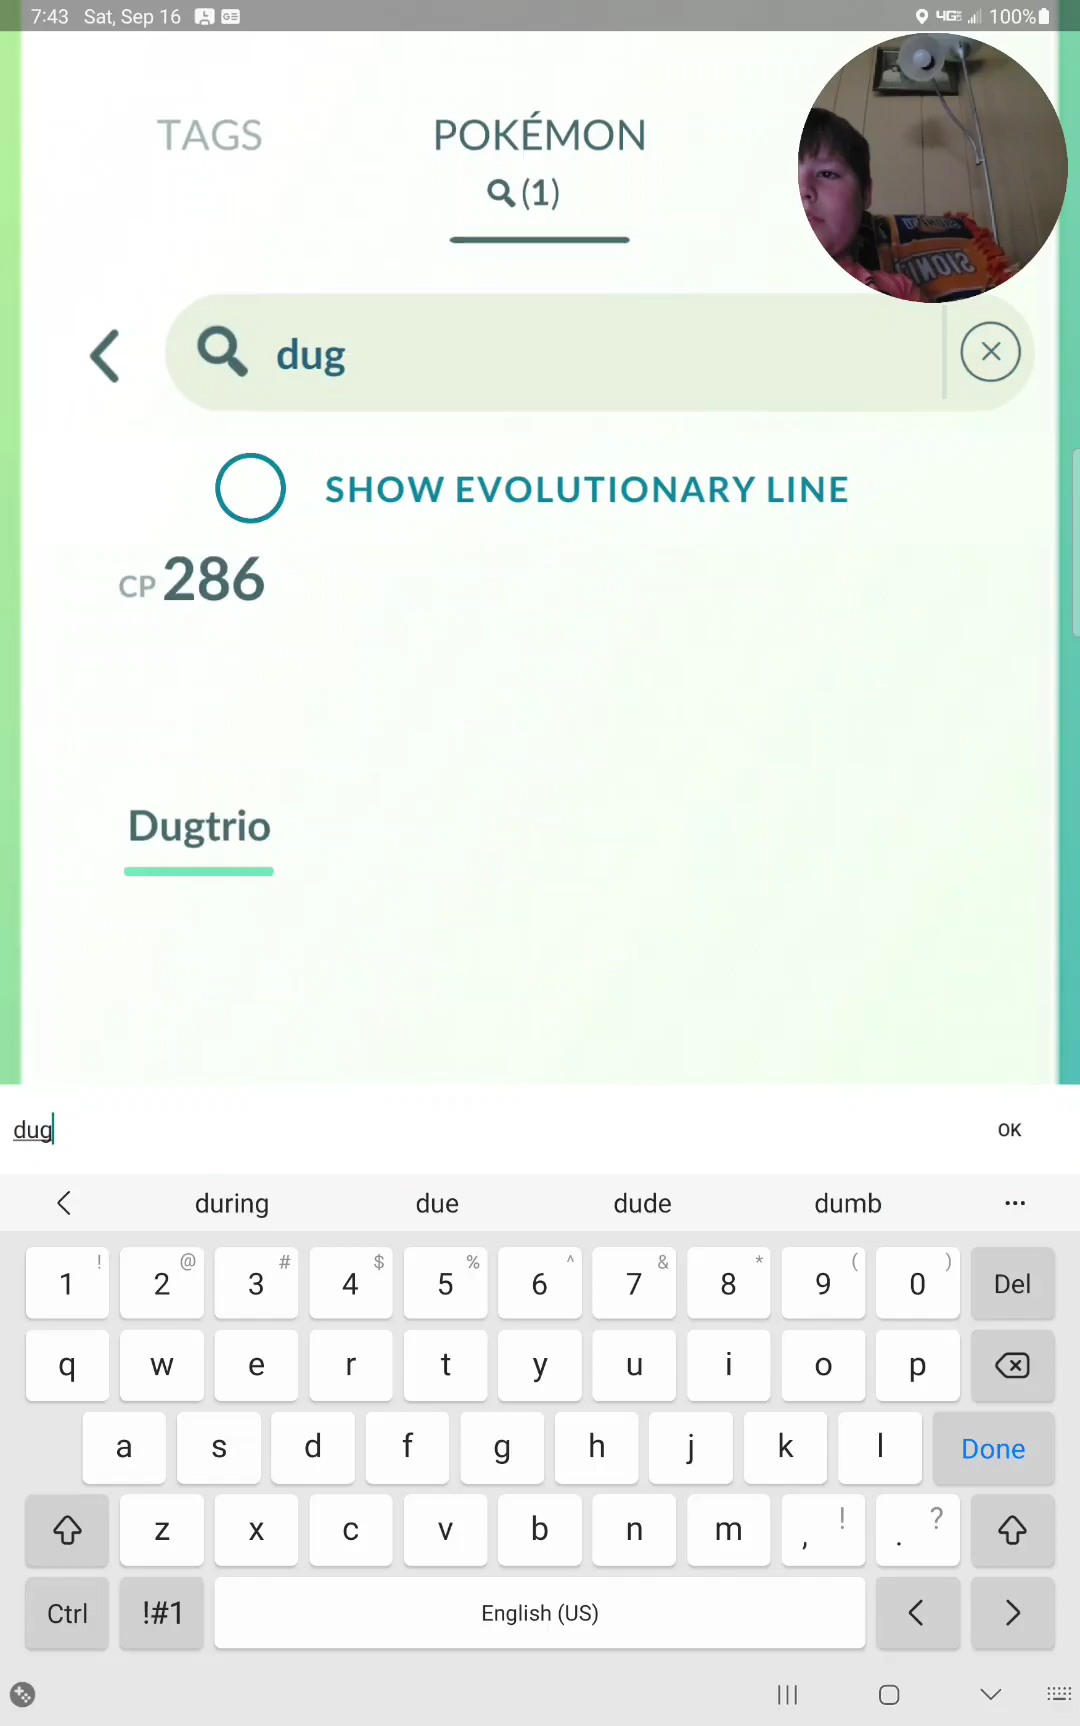 7:43 Sat, Sep 16 4G 100%
TAGS
POKÉMON
(1)
dug
SHOW EVOLUTIONARY LINE
CP 286
Dugtrio
dug
OK
during due dude dumb ...
! @ # $ % ^ & * ( )
1 2 3 4 5 6 7 8 9 0 Del
q w e r t y u i o p
a s d f g h j k l Done
z x c v b n m , ! . ?
Ctrl !#1 English (US) < >